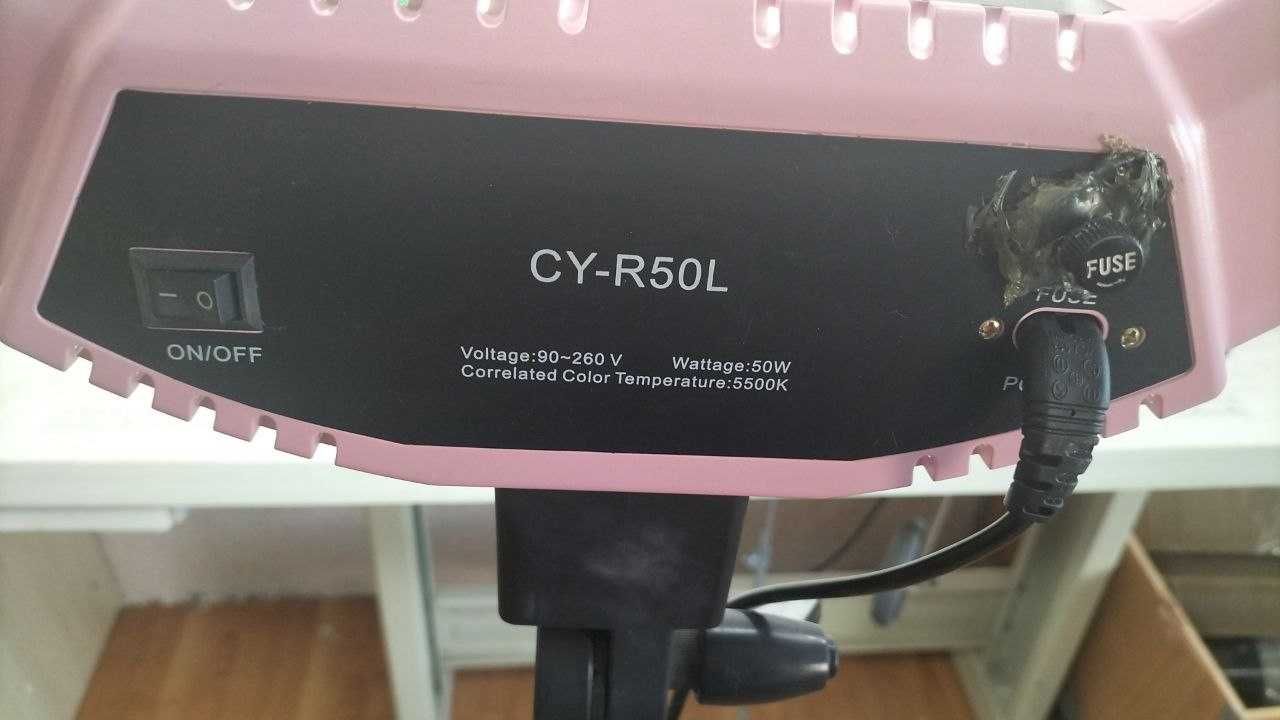 CY-R50L
FUSE
FUSE
ON/OFF
Voltage:90~260 V Wattage:50W
Correlated Color Temperature:5500K